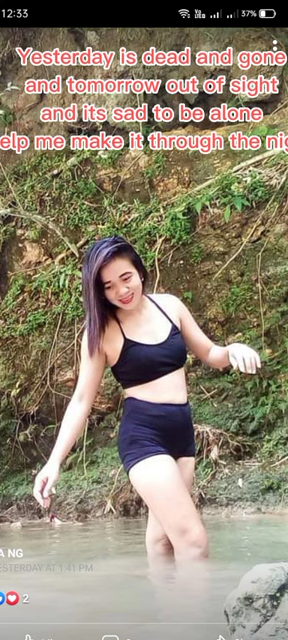 12:33
37%
Yesterday is dead and gone
and tomorrow out of sight
and its sad to be alone
elp me make it through the nig
A NG
ESTERDAY AT 1:41 PM
2